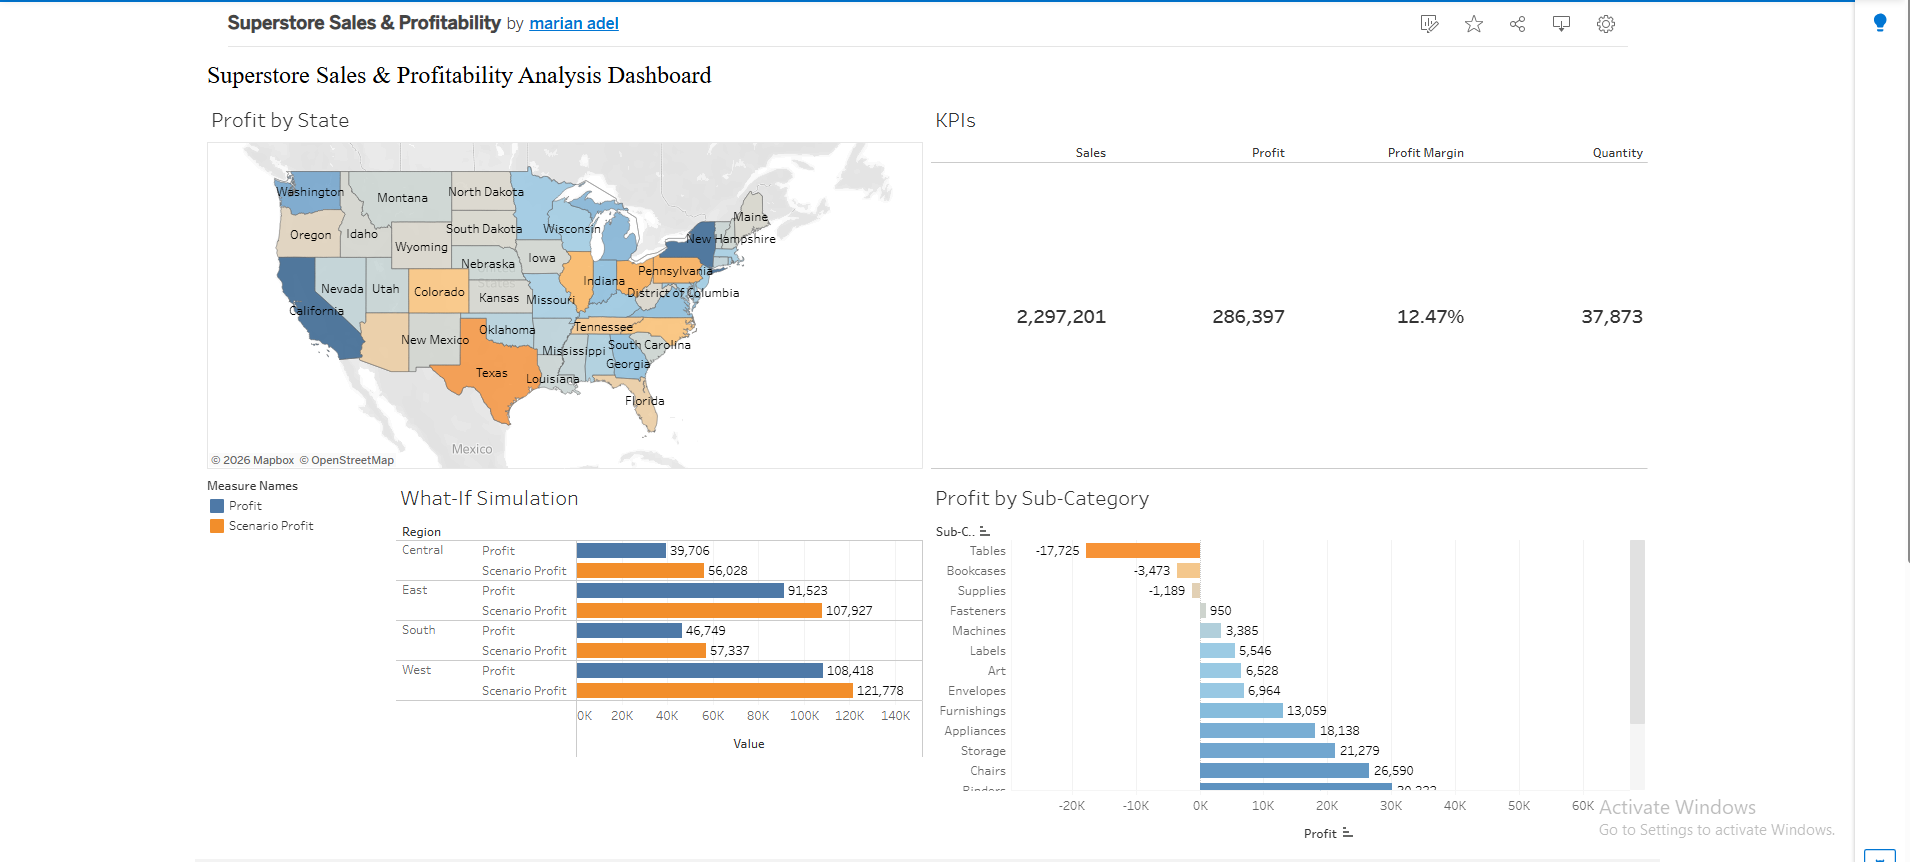 Superstore Sales & Profitability by marian adel
Superstore Sales & Profitability Analysis Dashboard
Profit by State
Washington
Montana
North Dakota
Oregon
Idaho
Wyoming
South Dakota
Wisconsin
Maine
New Hampshire
Nebraska
Iowa
Nevada
Utah
Colorado
Kansas
Missouri
Indiana
Pennsylvania
District of Columbia
States
California
New Mexico
Oklahoma
Tennessee
Mississippi
South Carolina
Georgia
Texas
Louisiana
Florida
Mexico
© 2026 Mapbox © OpenStreetMap
KPIs
Sales Profit Profit Margin Quantity
2,297,201 286,397 12.47% 37,873
Measure Names
Profit
Scenario Profit
What-If Simulation
Region
Central Profit 39,706
Scenario Profit 56,028
East Profit 91,523
Scenario Profit 107,927
South Profit 46,749
Scenario Profit 57,337
West Profit 108,418
Scenario Profit 121,778
0K 20K 40K 60K 80K 100K 120K 140K
Value
Profit by Sub-Category
Sub-C..
Tables -17,725
Bookcases -3,473
Supplies -1,189
Fasteners 950
Machines 3,385
Labels 5,546
Art 6,528
Envelopes 6,964
Furnishings 13,059
Appliances 18,138
Storage 21,279
Chairs 26,590
Binders
-20K -10K 0K 10K 20K 30K 40K 50K 60K
Profit
Activate Windows
Go to Settings to activate Windows.